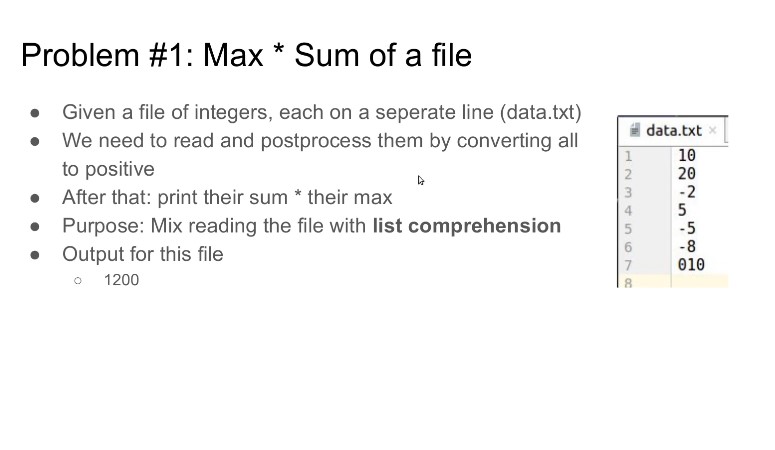 Problem #1: Max * Sum of a file
● Given a file of integers, each on a seperate line (data.txt)
● We need to read and postprocess them by converting all
to positive
● After that: print their sum * their max
● Purpose: Mix reading the file with list comprehension
● Output for this file
○ 1200
data.txt ×
1 10
2 20
3 -2
4 5
5 -5
6 -8
7 010
8